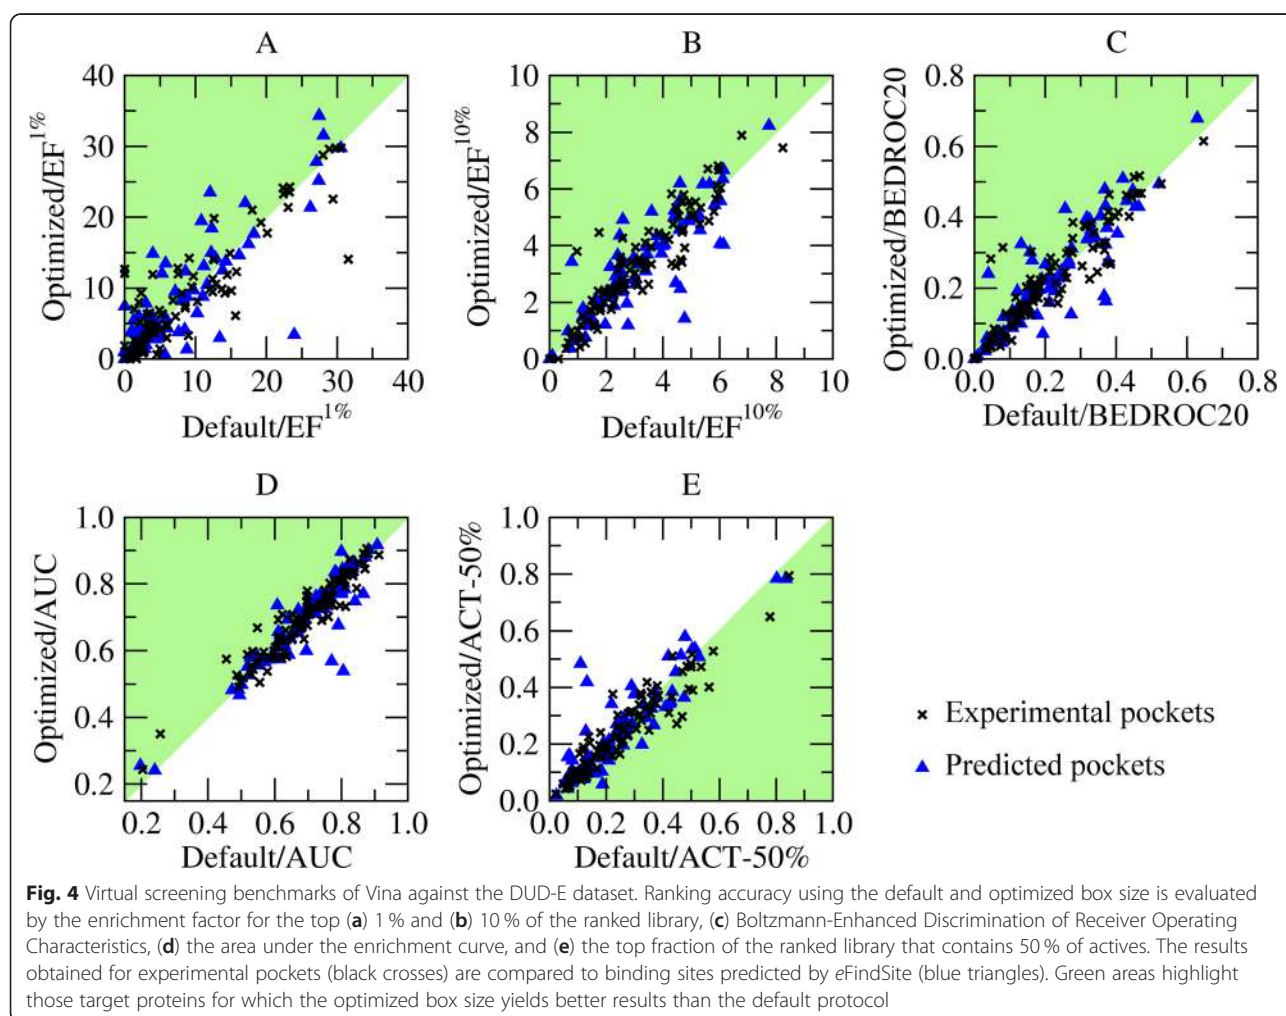 A
B
C
40
30
20
10
0
0 10 20 30 40
Optimized/EF1%
Default/EF1%
10
8
6
4
2
0
0 2 4 6 8 10
Optimized/EF10%
Default/EF10%
0.8
0.6
0.4
0.2
0.0
0.0 0.2 0.4 0.6 0.8
Optimized/BEDROC20
Default/BEDROC20
D
E
1.0
0.8
0.6
0.4
0.2
0.2 0.4 0.6 0.8 1.0
Optimized/AUC
Default/AUC
1.0
0.8
0.6
0.4
0.2
0.0
0.0 0.2 0.4 0.6 0.8 1.0
Optimized/ACT-50%
Default/ACT-50%
Experimental pockets
Predicted pockets
Fig. 4 Virtual screening benchmarks of Vina against the DUD-E dataset. Ranking accuracy using the default and optimized box size is evaluated
by the enrichment factor for the top (a) 1 % and (b) 10 % of the ranked library, (c) Boltzmann-Enhanced Discrimination of Receiver Operating
Characteristics, (d) the area under the enrichment curve, and (e) the top fraction of the ranked library that contains 50 % of actives. The results
obtained for experimental pockets (black crosses) are compared to binding sites predicted by eFindSite (blue triangles). Green areas highlight
those target proteins for which the optimized box size yields better results than the default protocol